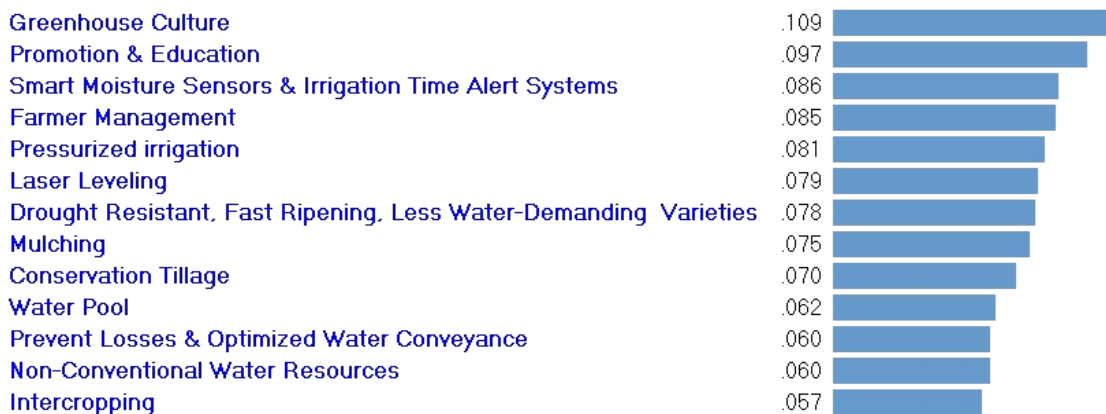 Greenhouse Culture .109
Promotion & Education .097
Smart Moisture Sensors & Irrigation Time Alert Systems .086
Farmer Management .085
Pressurized irrigation .081
Laser Leveling .079
Drought Resistant, Fast Ripening, Less Water-Demanding Varieties .078
Mulching .075
Conservation Tillage .070
Water Pool .062
Prevent Losses & Optimized Water Conveyance .060
Non-Conventional Water Resources .060
Intercropping .057